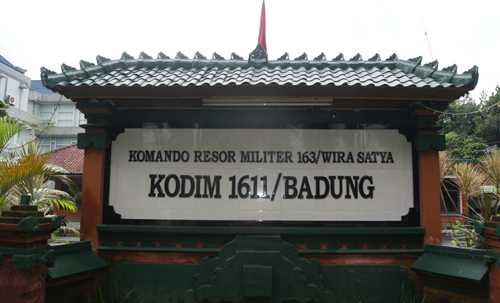 KOMANDO RESOR MILITER 163/WIRA SATYA
KODIM 1611/BADUNG